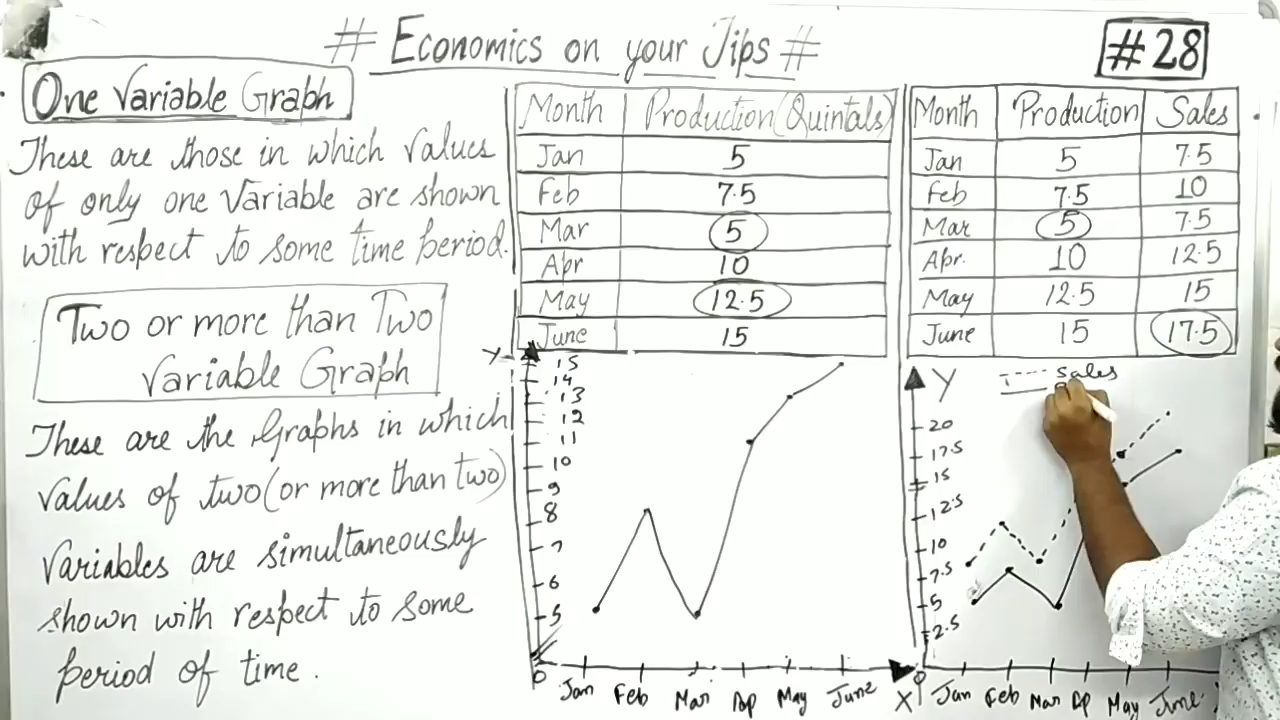 # Economics on your Tips #
#28
One Variable Graph
These are those in which values
of only one variable are shown
with respect to some time period.
Two or more than Two
Variable Graph
These are the Graphs in which
values of two (or more than two)
variables are simultaneously
shown with respect to some
period of time.
Month Production (Quintals)
Jan 5
Feb 7.5
Mar 5
Apr 10
May 12.5
June 15
Y
15
14
13
12
11
10
9
8
7
6
5
0
Jan Feb Mar Ap May June X
Month Production Sales
Jan 5 7.5
Feb 7.5 10
Mar 5 7.5
Apr. 10 12.5
May 12.5 15
June 15 17.5
Y
Sales
20
17.5
15
12.5
10
7.5
5
2.5
0
Jan Feb Mar Ap May June